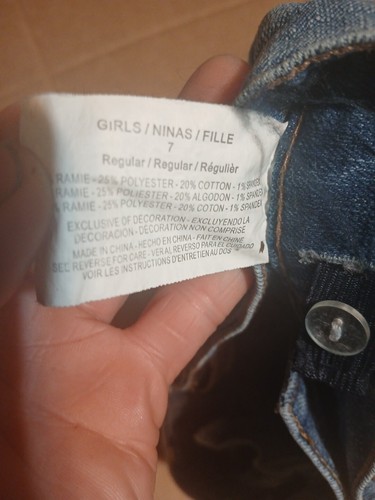 GIRLS / NINAS / FILLE
7
Regular / Regular / Régulièr
RAMIE - 25% POLYESTER - 20% COTTON - 1% SPANDEX
RAMIE - 25% POLIESTER - 20% ALGODON - 1% SPANDEX
RAMIE - 25% POLYESTER - 20% COTON - 1% SPANDEX
EXCLUSIVE OF DECORATION - EXCLUYENDO LA
DECORACION - DÉCORATION NON COMPRISE
MADE IN CHINA - HECHO EN CHINA - FAIT EN CHINE
SEE REVERSE FOR CARE - VER AL REVERSO PARA EL CUIDADO
VOIR LES INSTRUCTIONS D'ENTRETIEN AU DOS